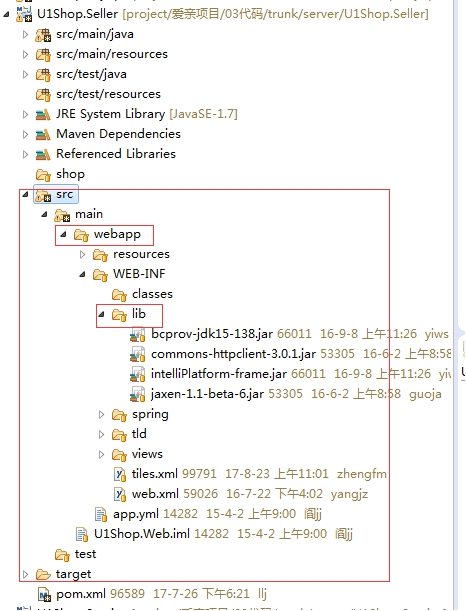 U1Shop.Seller [project/爱亲项目/03代码/trunk/server/U1Shop.Seller]
src/main/java
src/main/resources
src/test/java
src/test/resources
JRE System Library [JavaSE-1.7]
Maven Dependencies
Referenced Libraries
shop
src
main
webapp
resources
WEB-INF
classes
lib
bcprov-jdk15-138.jar 66011 16-9-8 上午11:26 yiws
commons-httpclient-3.0.1.jar 53305 16-6-2 上午8:58
intelliPlatform-frame.jar 66011 16-9-8 上午11:26 yiw
jaxen-1.1-beta-6.jar 53305 16-6-2 上午8:58 guoja
spring
tld
views
tiles.xml 99791 17-8-23 上午11:01 zhengfm
web.xml 59026 16-7-22 下午4:02 yangjz
app.yml 14282 15-4-2 上午9:00 阎jj
U1Shop.Web.iml 14282 15-4-2 上午9:00 阎jj
test
target
pom.xml 96589 17-7-26 下午6:21 llj